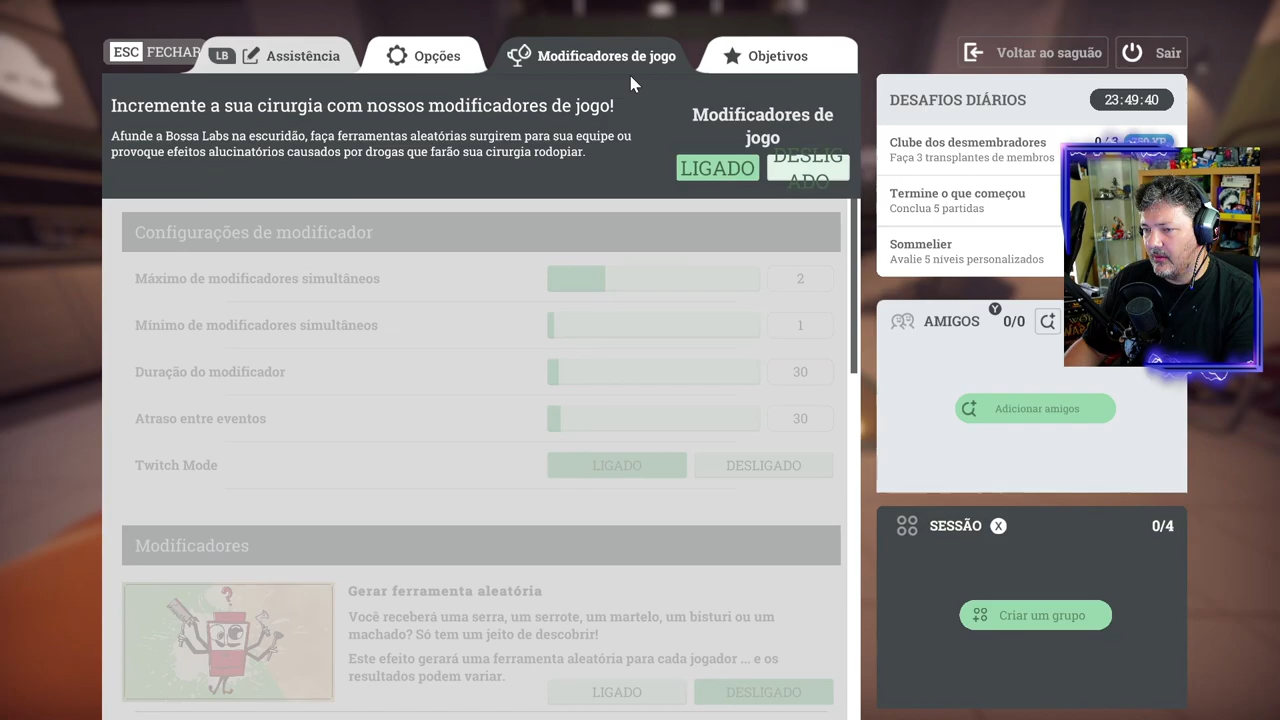 ESC FECHAR
LB Assistência
Opções
Modificadores de jogo
Objetivos
Voltar ao saguão
Sair
Incremente a sua cirurgia com nossos modificadores de jogo!
Afunde a Bossa Labs na escuridão, faça ferramentas aleatórias surgirem para sua equipe ou
provoque efeitos alucinatórios causados por drogas que farão sua cirurgia rodopiar.
Modificadores de
jogo
LIGADO
DESLIG
ADO
Configurações de modificador
Máximo de modificadores simultâneos
2
Mínimo de modificadores simultâneos
1
Duração do modificador
30
Atraso entre eventos
30
Twitch Mode
LIGADO
DESLIGADO
Modificadores
Gerar ferramenta aleatória
Você receberá uma serra, um serrote, um martelo, um bisturi ou um
machado? Só tem um jeito de descobrir!
Este efeito gerará uma ferramenta aleatória para cada jogador ... e os
resultados podem variar.
LIGADO
DESLIGADO
DESAFIOS DIÁRIOS
23:49:40
Clube dos desmembradores
Faça 3 transplantes de membros
Termine o que começou
Conclua 5 partidas
Sommelier
Avalie 5 niveis personalizados
AMIGOS
Y
0/0
Adicionar amigos
SESSÃO X
0/4
Criar um grupo